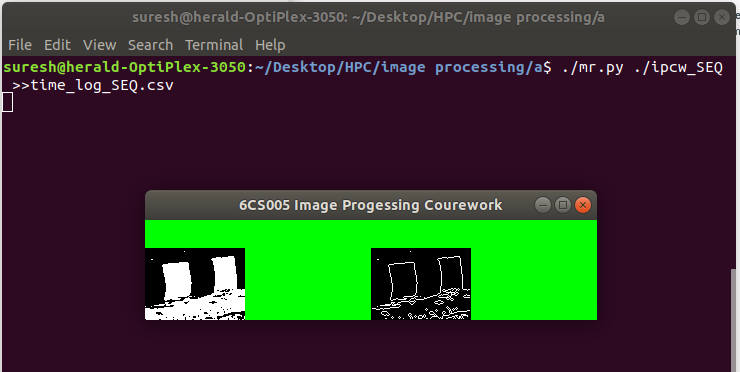 suresh@herald-OptiPlex-3050: ~/Desktop/HPC/image processing/a
File Edit View Search Terminal Help
suresh@herald-OptiPlex-3050:~/Desktop/HPC/image processing/a$ ./mr.py ./ipcw_SEQ
>>time_log_SEQ.csv
6CS005 Image Progessing Courework